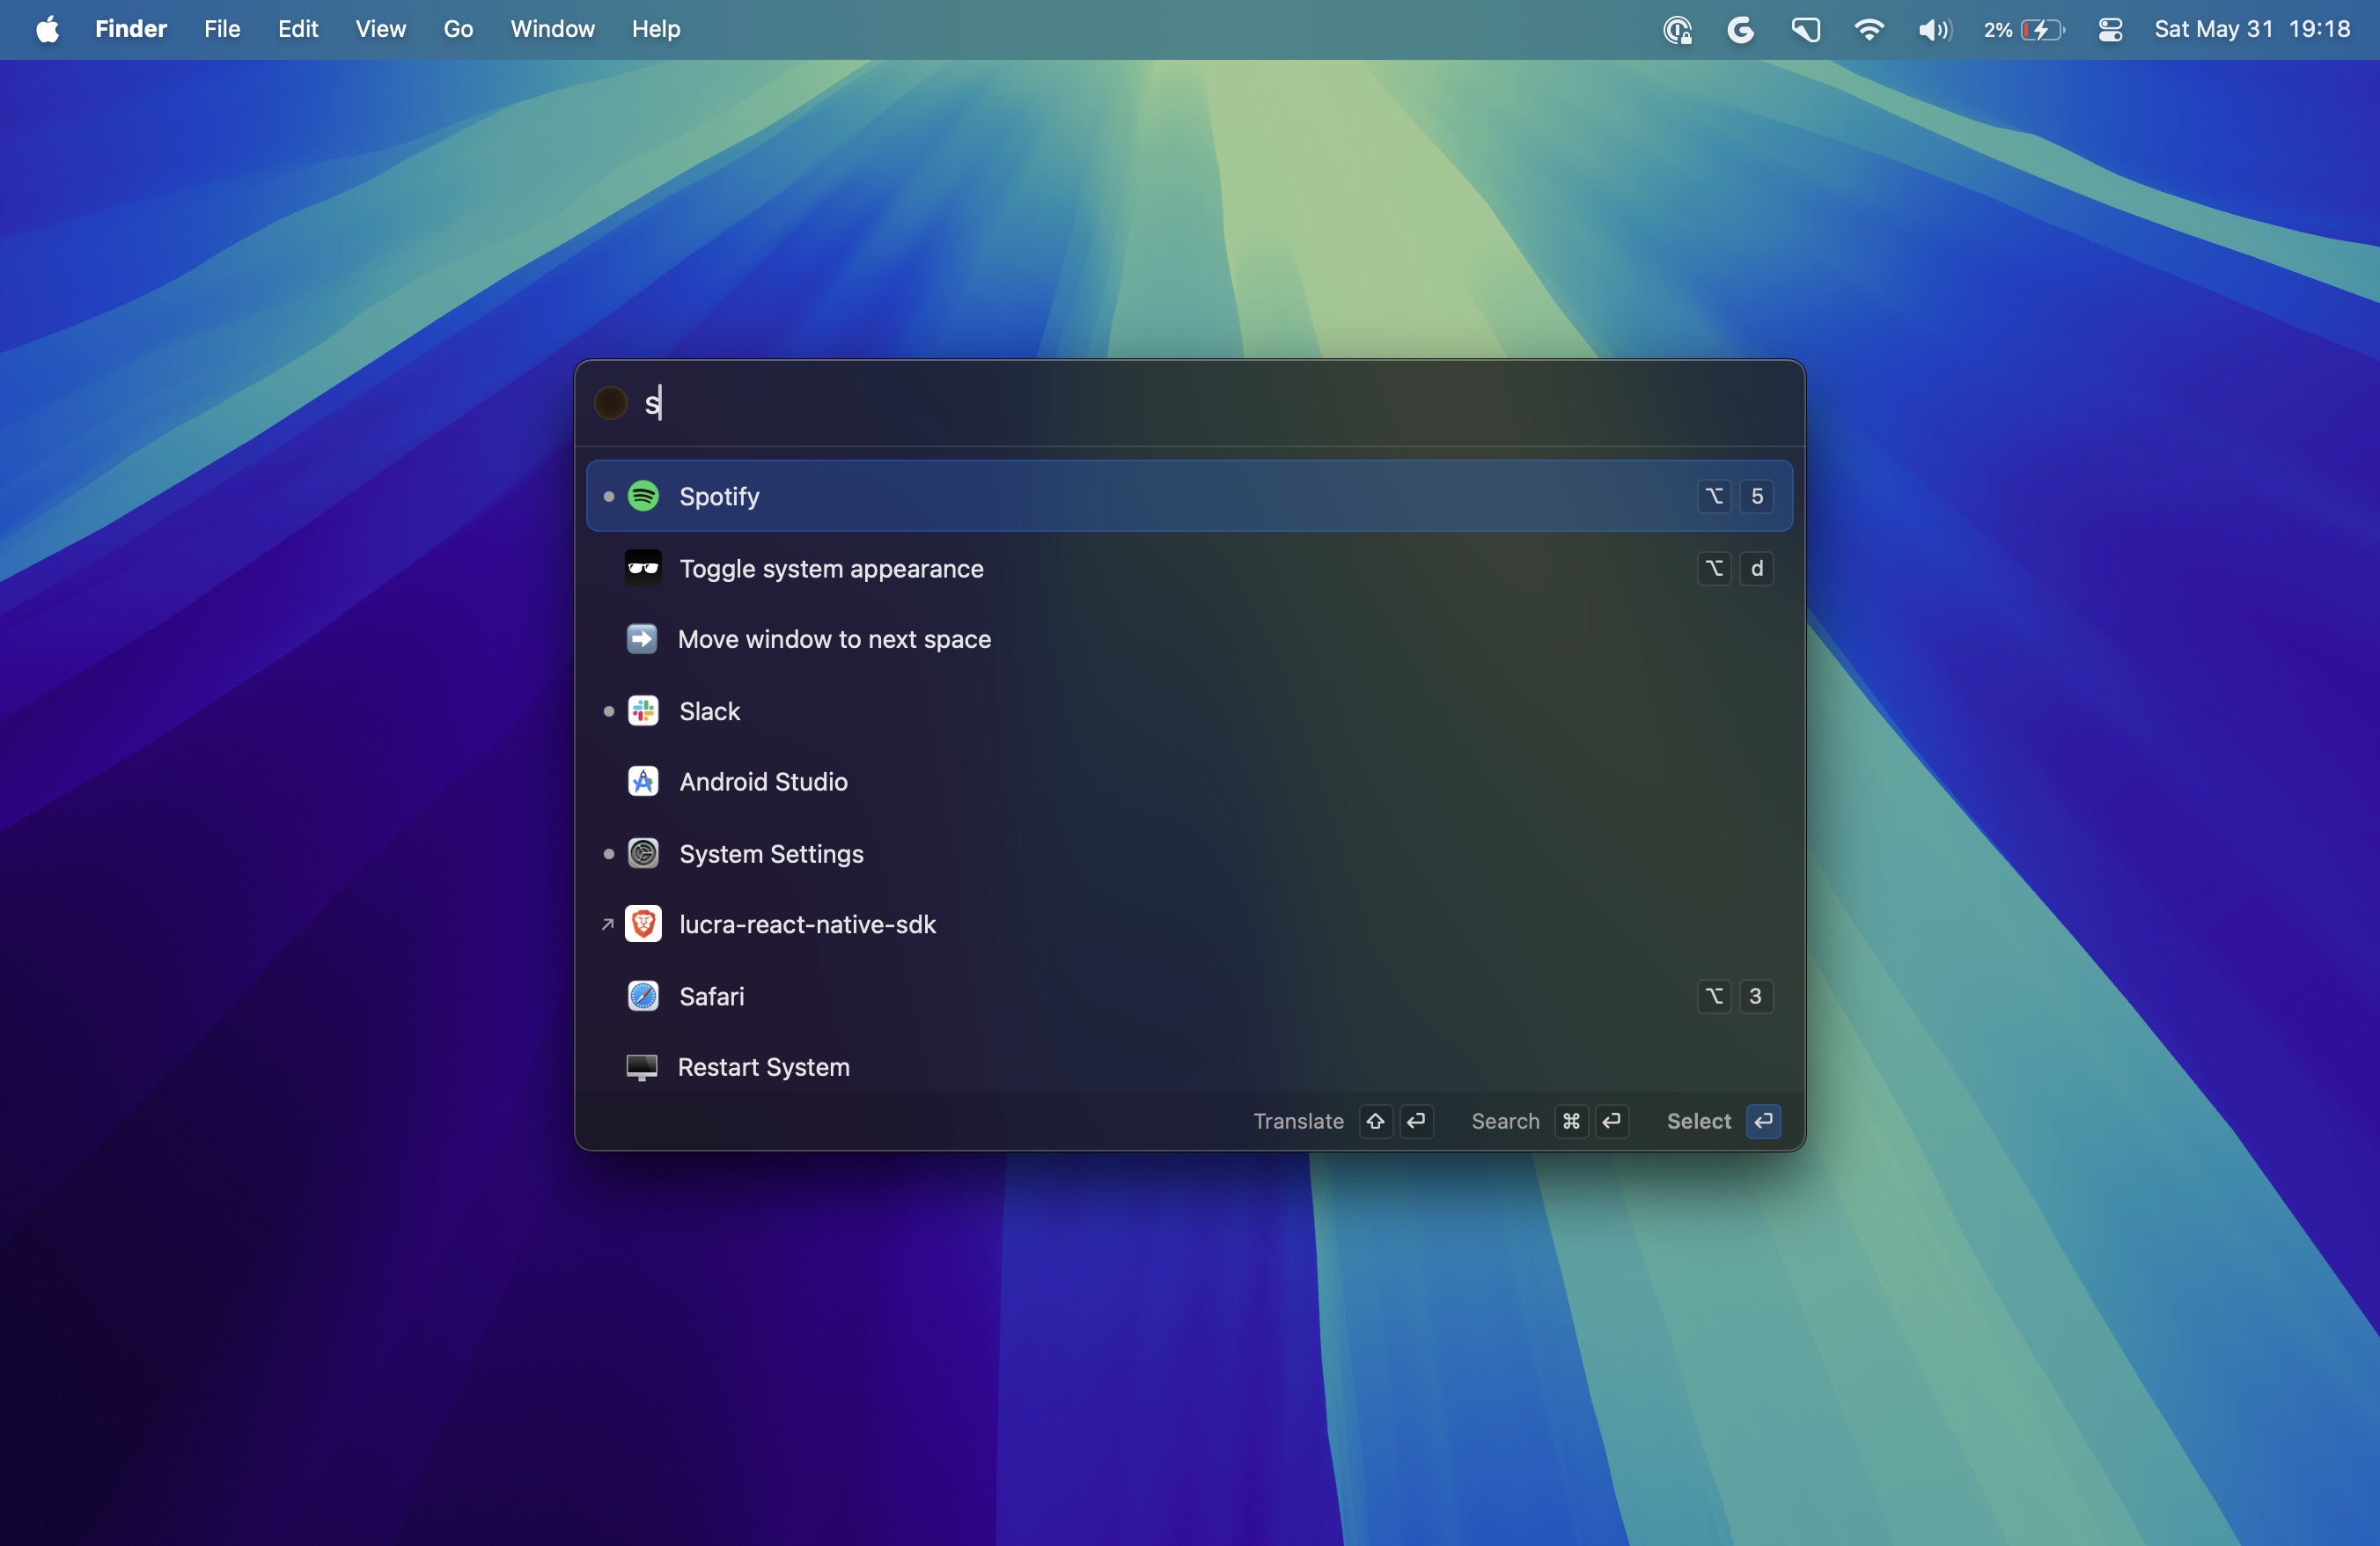 Finder File Edit View Go Window Help 2% Sat May 31 19:18
s
Spotify ⌥ 5
Toggle system appearance ⌥ d
Move window to next space
Slack
Android Studio
System Settings
lucra-react-native-sdk
Safari ⌥ 3
Restart System
Translate ⇧ ↩ Search ⌘ ↩ Select ↩